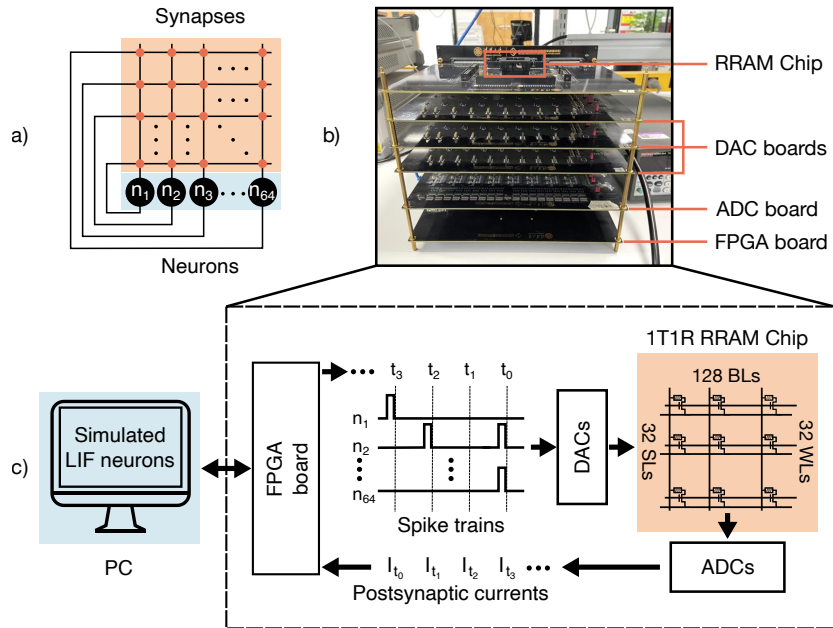 Synapses
a)
n1 n2 n3 n64
Neurons
b)
RRAM Chip
DAC boards
ADC board
FPGA board
c)
Simulated
LIF neurons
PC
FPGA
board
t3 t2 t1 t0
n1
n2
n64
Spike trains
DACs
1T1R RRAM Chip
128 BLs
32 SLs
32 WLs
ADCs
It0 It1 It2 It3
Postsynaptic currents